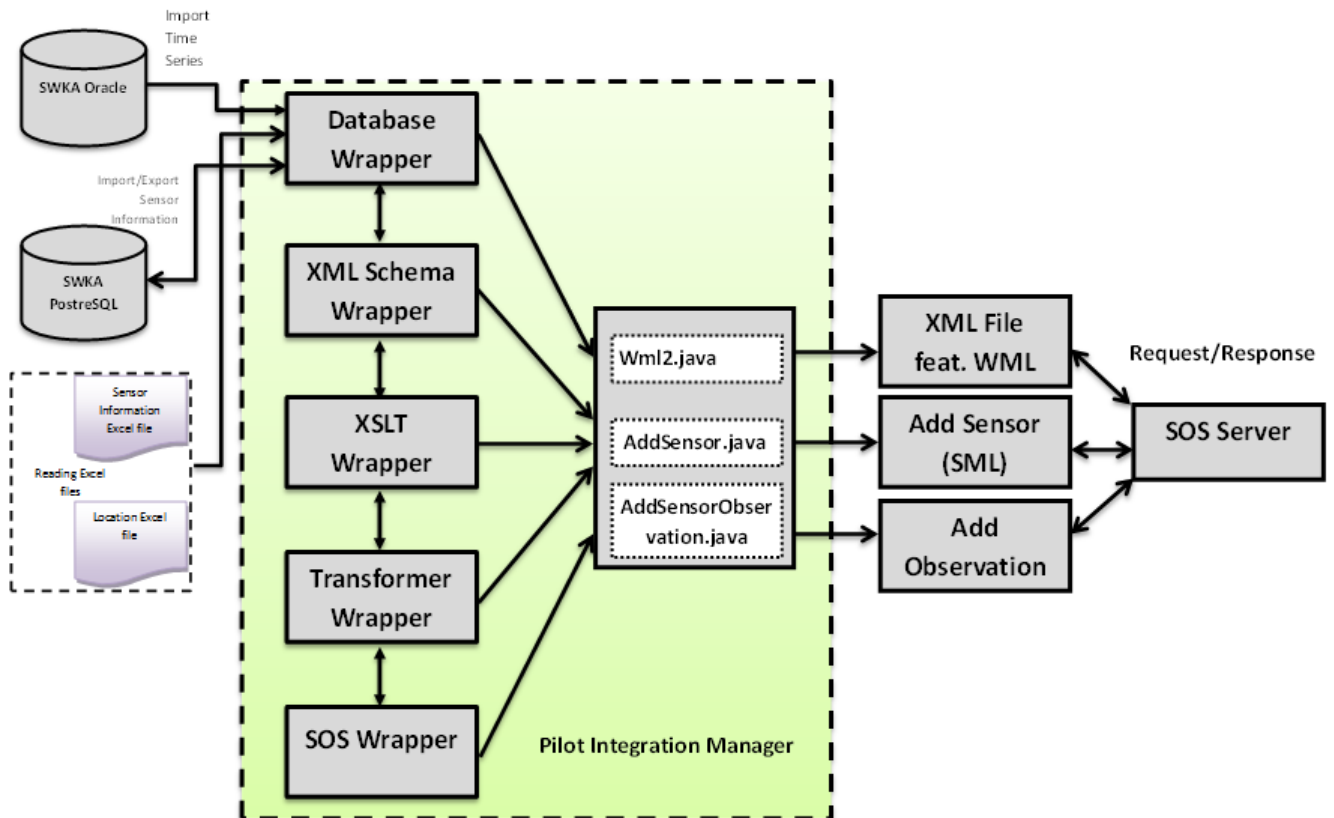 Import
Time
Series
SWKA Oracle
Import/Export
Sensor
Information
SWKA
PostreSQL
Sensor
Information
Excel file
Reading Excel
files
Location Excel
file
Database
Wrapper
XML Schema
Wrapper
XSLT
Wrapper
Transformer
Wrapper
SOS Wrapper
Wml2.java
AddSensor.java
AddSensorObser
vation.java
Pilot Integration Manager
XML File
feat. WML
Add Sensor
(SML)
Add
Observation
Request/Response
SOS Server